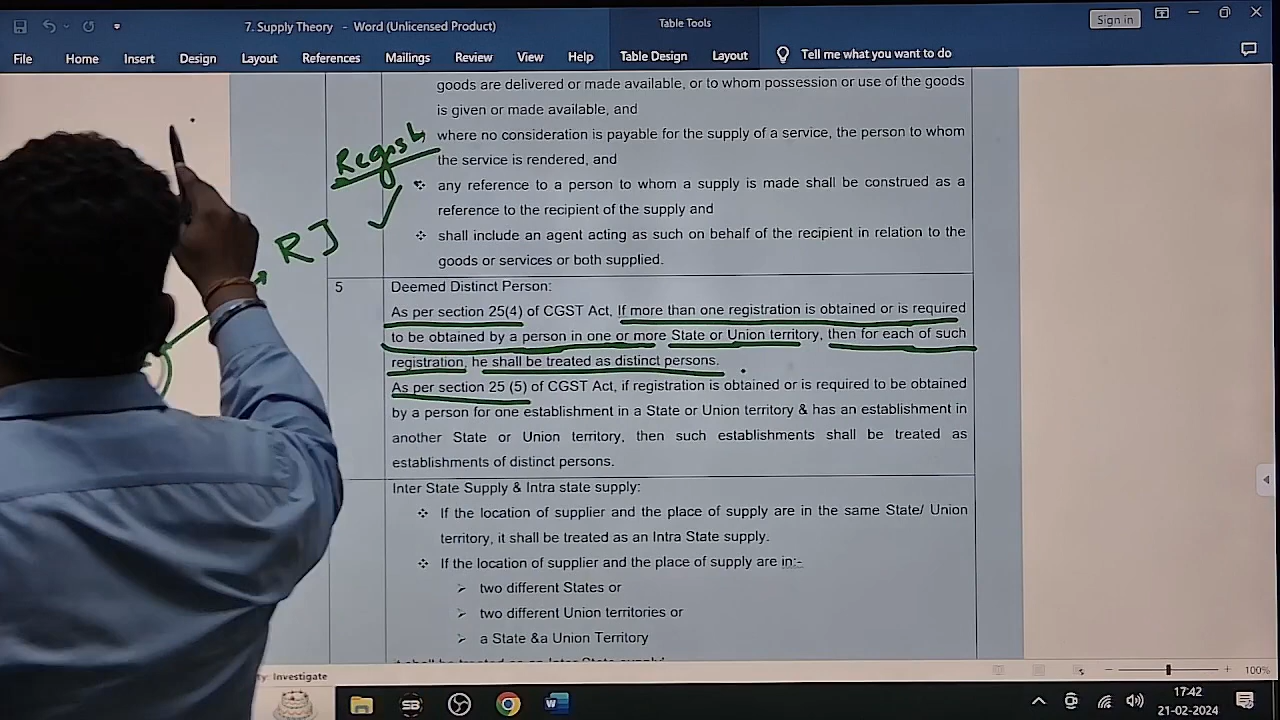 7. Supply Theory - Word (Unlicensed Product)
Table Tools
Sign in
File Home Insert Design Layout References Mailings Review View Help Table Design Layout Tell me what you want to do
goods are delivered or made available, or to whom possession or use of the goods
is given or made available, and
where no consideration is payable for the supply of a service, the person to whom
the service is rendered, and
❖ any reference to a person to whom a supply is made shall be construed as a
reference to the recipient of the supply and
RJ
❖ shall include an agent acting as such on behalf of the recipient in relation to the
goods or services or both supplied.
5 Deemed Distinct Person:
As per section 25(4) of CGST Act, If more than one registration is obtained or is required
to be obtained by a person in one or more State or Union territory, then for each of such
registration, he shall be treated as distinct persons.
As per section 25 (5) of CGST Act, if registration is obtained or is required to be obtained
by a person for one establishment in a State or Union territory & has an establishment in
another State or Union territory, then such establishments shall be treated as
establishments of distinct persons.
Inter State Supply & Intra state supply:
❖ If the location of supplier and the place of supply are in the same State/ Union
territory, it shall be treated as an Intra State supply.
❖ If the location of supplier and the place of supply are in:-
➢ two different States or
➢ two different Union territories or
➢ a State &a Union Territory
Investigate
100%
17:42
21-02-2024